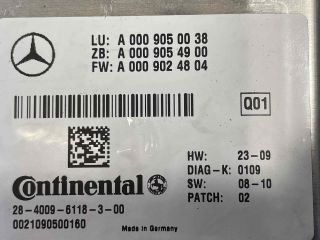 LU: A 000 905 00 38
ZB: A 000 905 49 00
FW: A 000 902 48 04
Q01
Continental
HW: 23-09
DIAG-K: 0109
SW: 08-10
PATCH: 02
28-4009-6118-3-00
0021090500160
Made in Germany